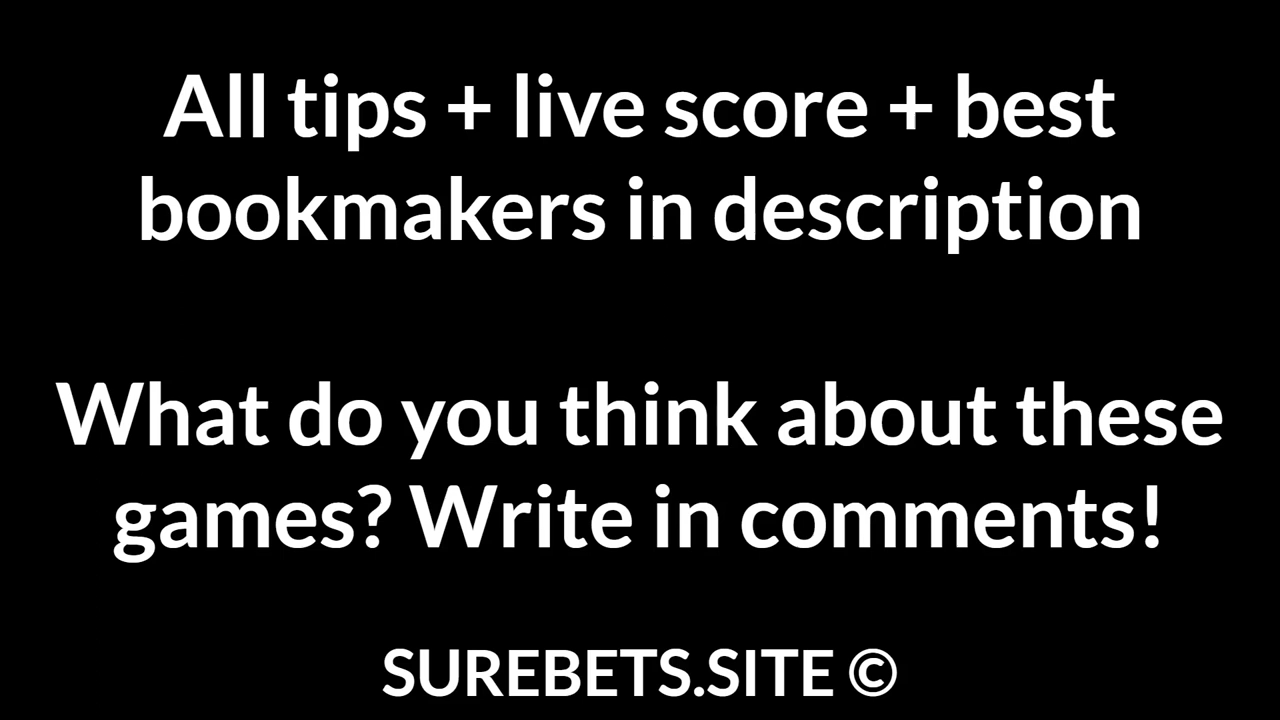 All tips + live score + best
bookmakers in description
What do you think about these
games? Write in comments!
SUREBETS.SITE ©